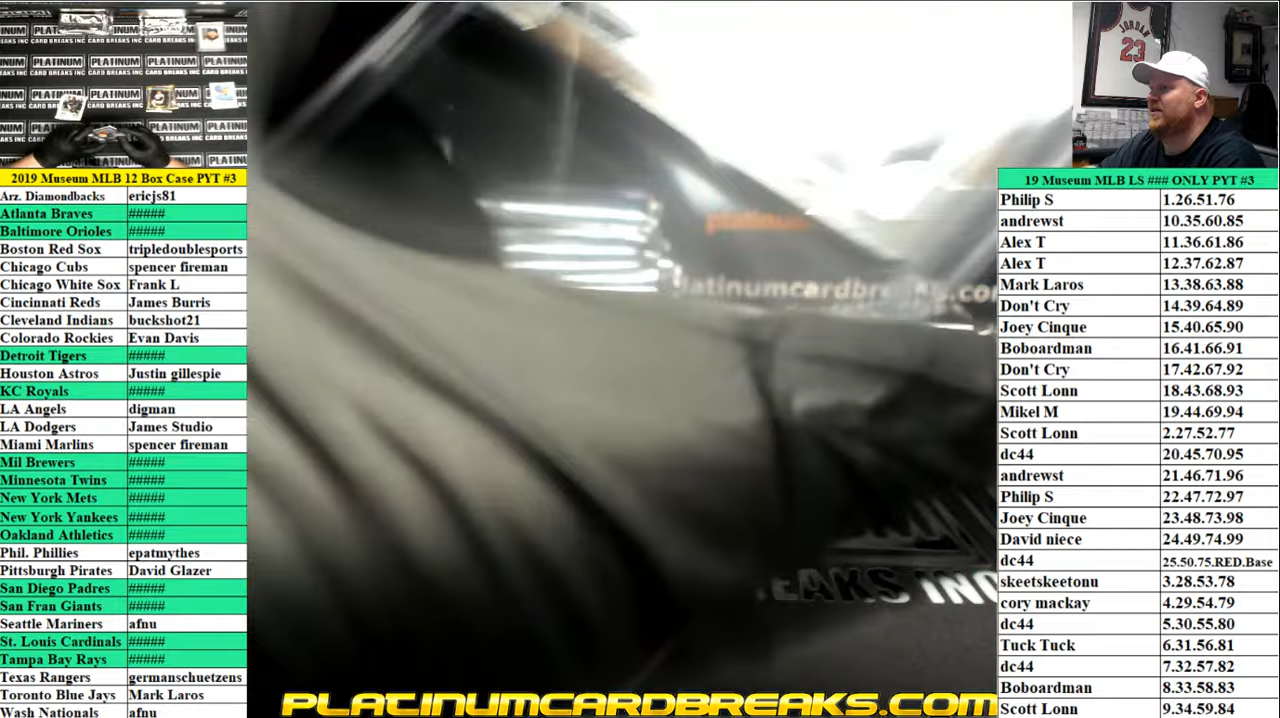 2019 Museum MLB 12 Box Case PYT #3
Arz. Diamondbacks ericjs81
Atlanta Braves #####
Baltimore Orioles #####
Boston Red Sox tripledoublesports
Chicago Cubs spencer fireman
Chicago White Sox Frank L
Cincinnati Reds James Burris
Cleveland Indians buckshot21
Colorado Rockies Evan Davis
Detroit Tigers #####
Houston Astros Justin gillespie
KC Royals #####
LA Angels digman
LA Dodgers James Studio
Miami Marlins spencer fireman
Mil Brewers #####
Minnesota Twins #####
New York Mets #####
New York Yankees #####
Oakland Athletics #####
Phil. Phillies epatmythes
Pittsburgh Pirates David Glazer
San Diego Padres #####
San Fran Giants #####
Seattle Mariners afnu
St. Louis Cardinals #####
Tampa Bay Rays #####
Texas Rangers germanschuetzens
Toronto Blue Jays Mark Laros
Wash Nationals afnu
platinum
latinumcardbreaks.co
EAKS INC
PLATINUMCARDBREAKS.COM
JORDAN
23
19 Museum MLB LS ### ONLY PYT #3
Philip S 1.26.51.76
andrewst 10.35.60.85
Alex T 11.36.61.86
Alex T 12.37.62.87
Mark Laros 13.38.63.88
Don't Cry 14.39.64.89
Joey Cinque 15.40.65.90
Boboardman 16.41.66.91
Don't Cry 17.42.67.92
Scott Lonn 18.43.68.93
Mikel M 19.44.69.94
Scott Lonn 2.27.52.77
dc44 20.45.70.95
andrewst 21.46.71.96
Philip S 22.47.72.97
Joey Cinque 23.48.73.98
David niece 24.49.74.99
dc44 25.50.75.RED.Base
skeetskeetonu 3.28.53.78
cory mackay 4.29.54.79
dc44 5.30.55.80
Tuck Tuck 6.31.56.81
dc44 7.32.57.82
Boboardman 8.33.58.83
Scott Lonn 9.34.59.84